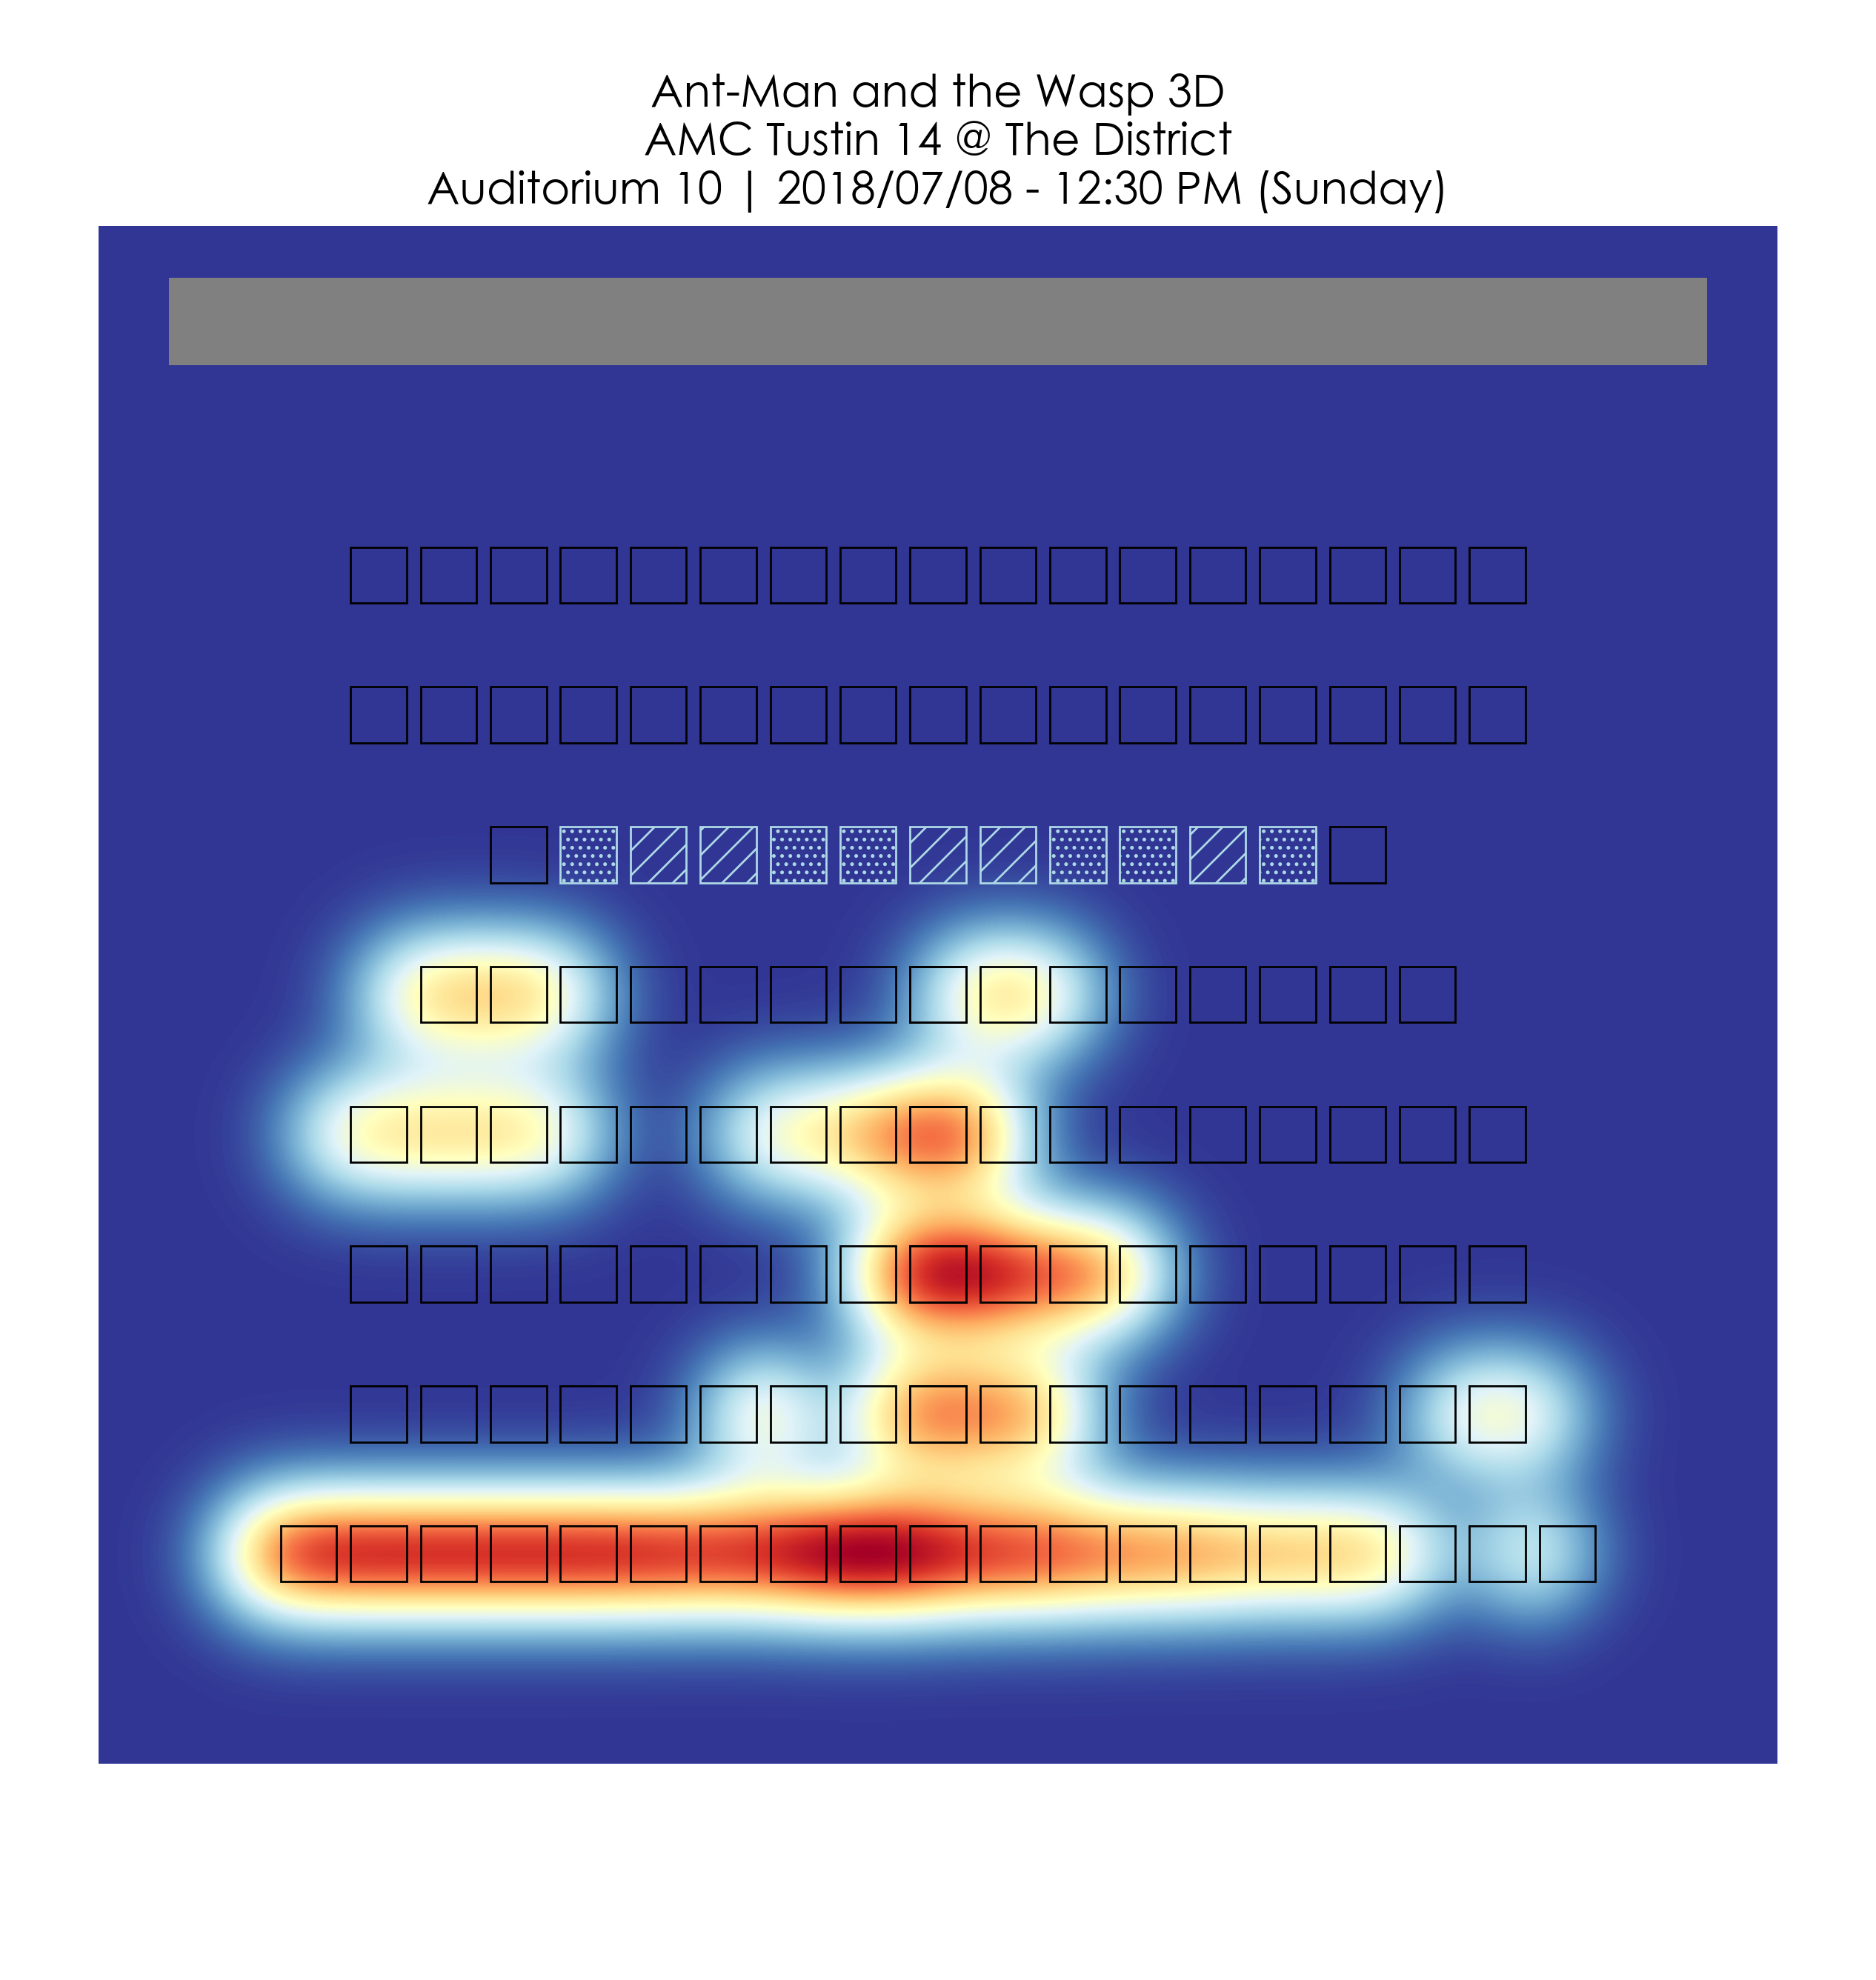 Ant-Man and the Wasp 3D
AMC Tustin 14 @ The District
Auditorium 10 | 2018/07/08 - 12:30 PM (Sunday)